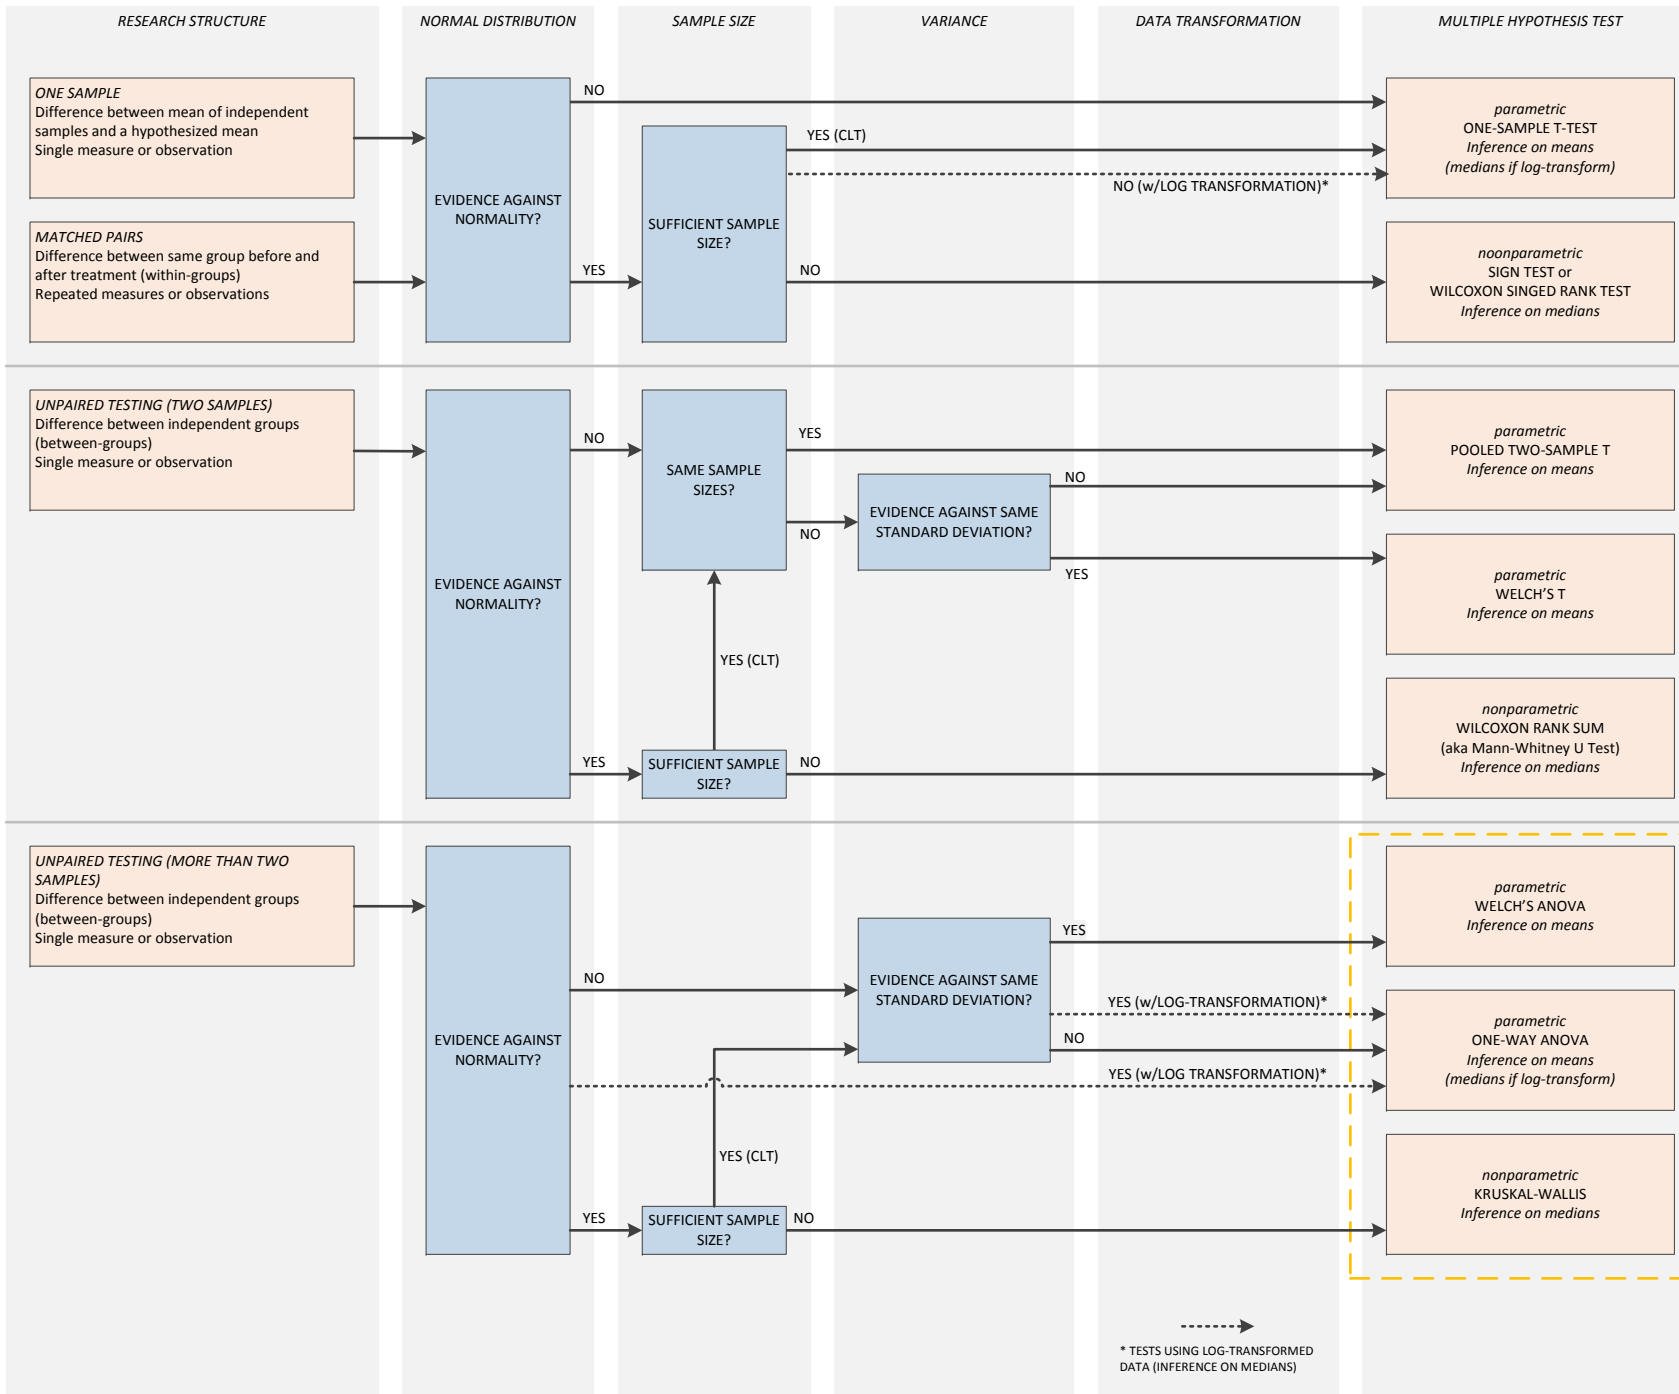 RESEARCH STRUCTURE
NORMAL DISTRIBUTION
SAMPLE SIZE
VARIANCE
DATA TRANSFORMATION
MULTIPLE HYPOTHESIS TEST
ONE SAMPLE
Difference between mean of independent
samples and a hypothesized mean
Single measure or observation
MATCHED PAIRS
Difference between same group before and
after treatment (within-groups)
Repeated measures or observations
EVIDENCE AGAINST
NORMALITY?
NO
YES
SUFFICIENT SAMPLE
SIZE?
YES (CLT)
NO (w/LOG TRANSFORMATION)*
NO
parametric
ONE-SAMPLE T-TEST
Inference on means
(medians if log-transform)
noonparametric
SIGN TEST or
WILCOXON SINGED RANK TEST
Inference on medians
UNPAIRED TESTING (TWO SAMPLES)
Difference between independent groups
(between-groups)
Single measure or observation
EVIDENCE AGAINST
NORMALITY?
NO
YES
SAME SAMPLE
SIZES?
YES
NO
YES (CLT)
SUFFICIENT SAMPLE
SIZE?
NO
EVIDENCE AGAINST SAME
STANDARD DEVIATION?
NO
YES
parametric
POOLED TWO-SAMPLE T
Inference on means
parametric
WELCH'S T
Inference on means
nonparametric
WILCOXON RANK SUM
(aka Mann-Whitney U Test)
Inference on medians
UNPAIRED TESTING (MORE THAN TWO
SAMPLES)
Difference between independent groups
(between-groups)
Single measure or observation
EVIDENCE AGAINST
NORMALITY?
NO
YES (w/LOG TRANSFORMATION)*
YES
YES (CLT)
SUFFICIENT SAMPLE
SIZE?
NO
EVIDENCE AGAINST SAME
STANDARD DEVIATION?
YES
YES (w/LOG-TRANSFORMATION)*
NO
parametric
WELCH'S ANOVA
Inference on means
parametric
ONE-WAY ANOVA
Inference on means
(medians if log-transform)
nonparametric
KRUSKAL-WALLIS
Inference on medians
* TESTS USING LOG-TRANSFORMED
DATA (INFERENCE ON MEDIANS)